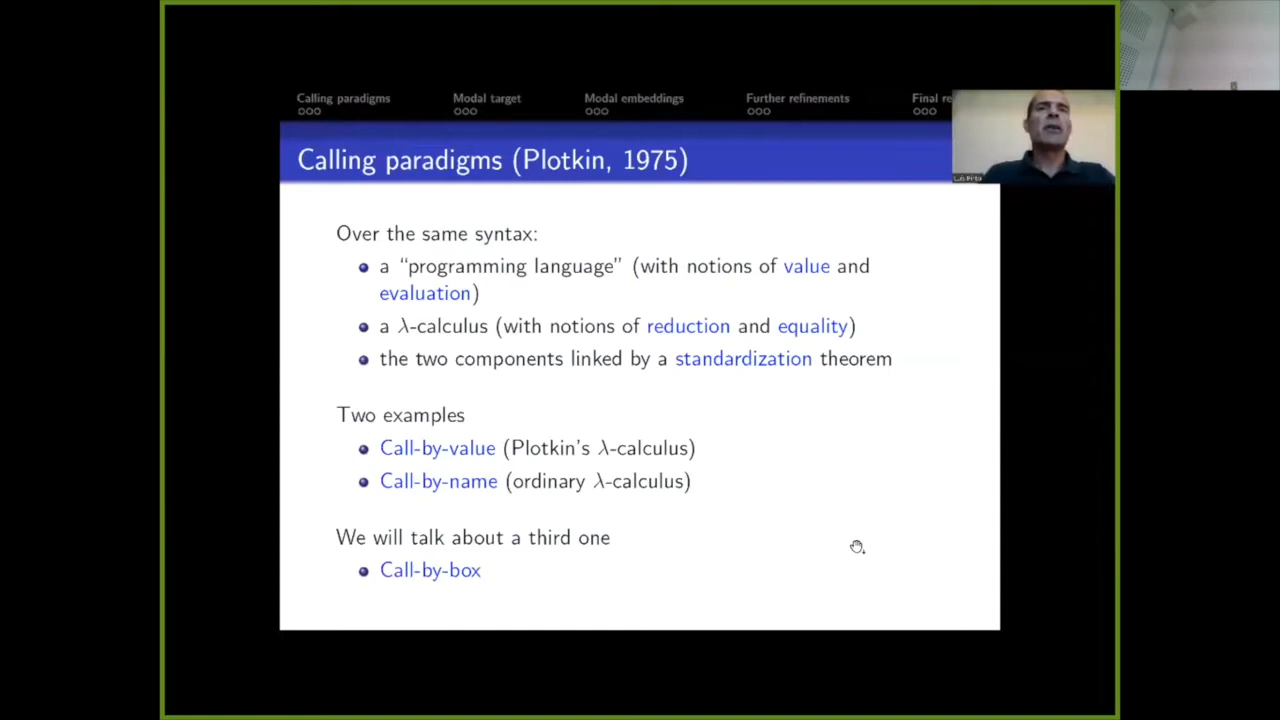 Calling paradigms Modal target Modal embeddings Further refinements Final re
Calling paradigms (Plotkin, 1975)
Over the same syntax:
a “programming language” (with notions of value and
evaluation)
a λ-calculus (with notions of reduction and equality)
the two components linked by a standardization theorem
Two examples
Call-by-value (Plotkin's λ-calculus)
Call-by-name (ordinary λ-calculus)
We will talk about a third one
Call-by-box